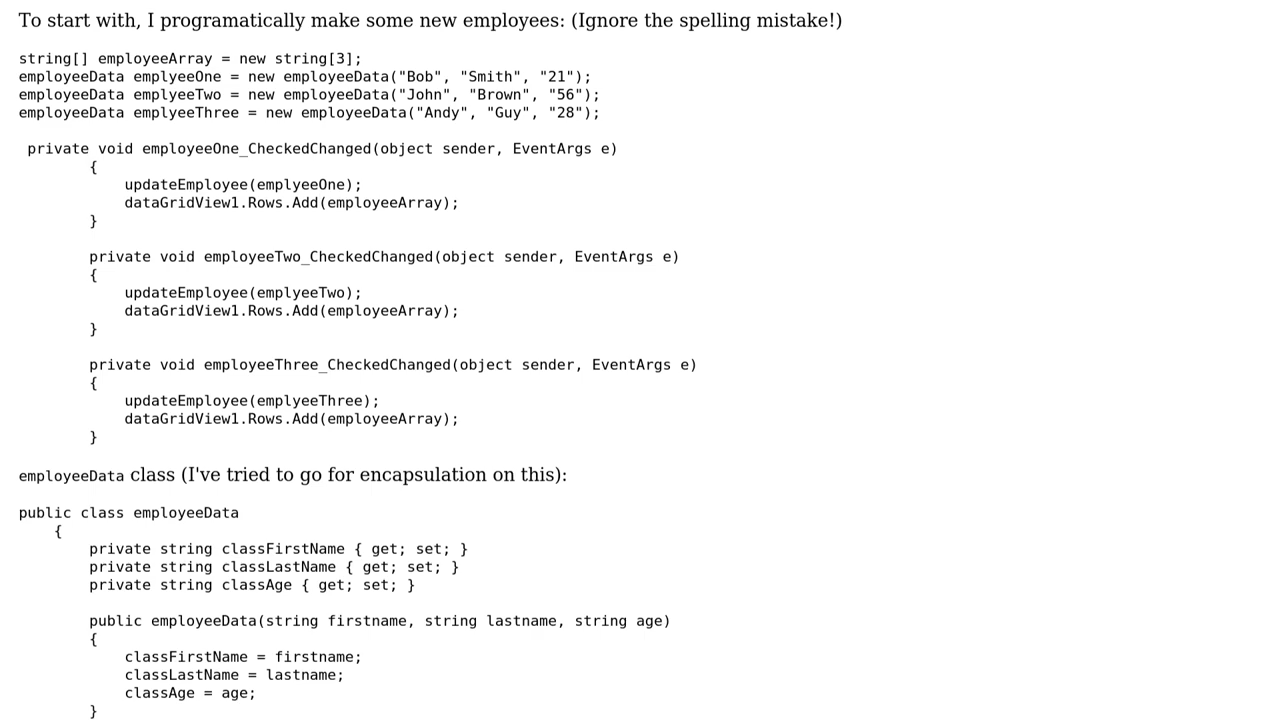 To start with, I programatically make some new employees: (Ignore the spelling mistake!)
string[] employeeArray = new string[3];
employeeData emplyeeOne = new employeeData("Bob", "Smith", "21");
employeeData emplyeeTwo = new employeeData("John", "Brown", "56");
employeeData emplyeeThree = new employeeData("Andy", "Guy", "28");
private void employeeOne_CheckedChanged(object sender, EventArgs e)
{
updateEmployee(emplyeeOne);
dataGridView1.Rows.Add(employeeArray);
}
private void employeeTwo_CheckedChanged(object sender, EventArgs e)
{
updateEmployee(emplyeeTwo);
dataGridView1.Rows.Add(employeeArray);
}
private void employeeThree_CheckedChanged(object sender, EventArgs e)
{
updateEmployee(emplyeeThree);
dataGridView1.Rows.Add(employeeArray);
}
employeeData class (I've tried to go for encapsulation on this):
public class employeeData
{
private string classFirstName { get; set; }
private string classLastName { get; set; }
private string classAge { get; set; }
public employeeData(string firstname, string lastname, string age)
{
classFirstName = firstname;
classLastName = lastname;
classAge = age;
}